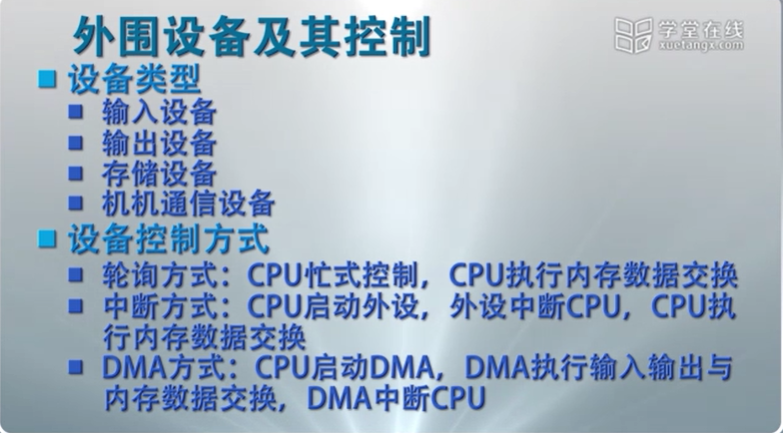 外围设备及其控制
学堂在线
xuetangx.com
设备类型
输入设备
输出设备
存储设备
机机通信设备
设备控制方式
轮询方式：CPU忙式控制，CPU执行内存数据交换
中断方式：CPU启动外设，外设中断CPU，CPU执
行内存数据交换
DMA方式：CPU启动DMA，DMA执行输入输出与
内存数据交换，DMA中断CPU